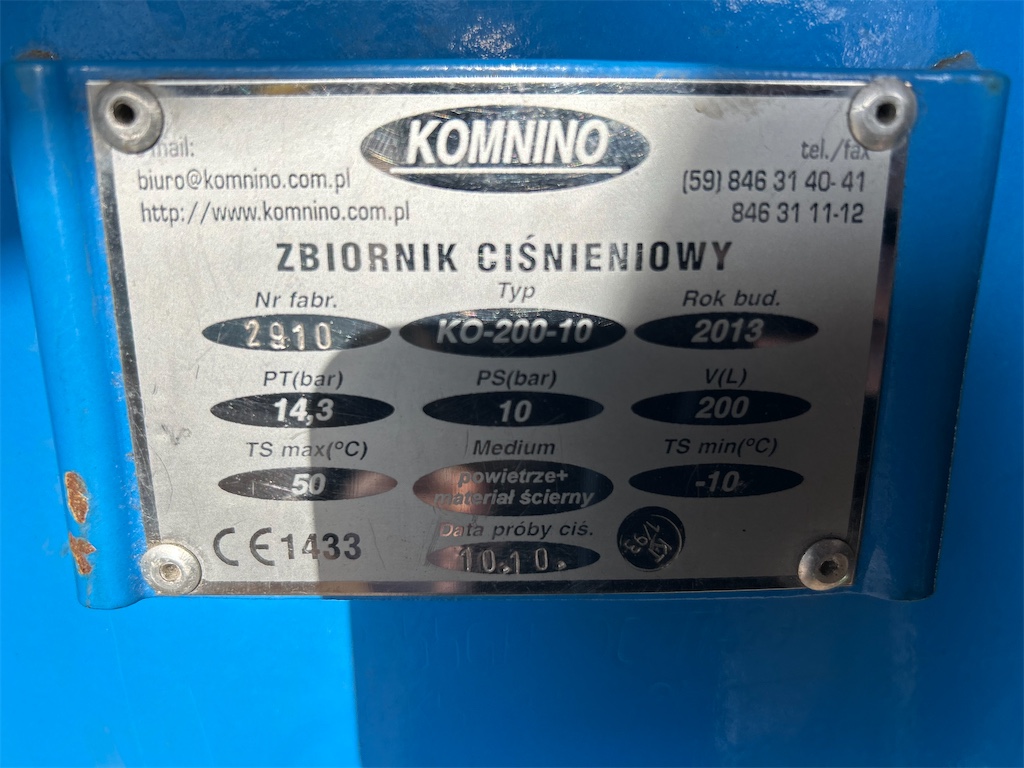 KOMNINO
e-mail:
tel./fax
biuro@komnino.com.pl
(59) 846 31 40-41
http://www.komnino.com.pl
846 31 11-12
ZBIORNIK CIŚNIENIOWY
Nr fabr.
Typ
Rok bud.
2910
KO-200-10
2013
PT(bar)
PS(bar)
V(L)
14,3
10
200
TS max(°C)
Medium
TS min(°C)
50
powietrze+
materiał ścierny
-10
Data próby ciś.
CE 1433
10.10.